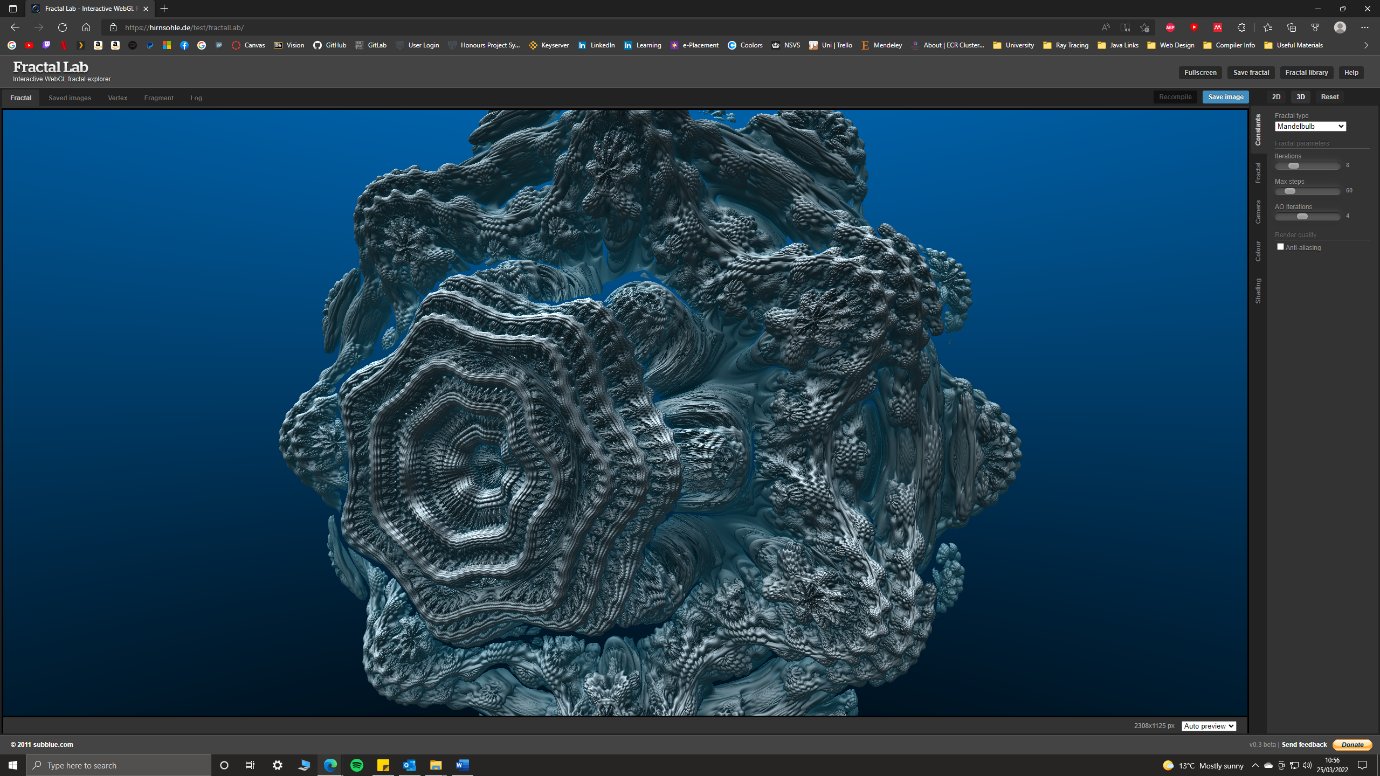 Fractal Lab - Interactive WebGL f
https://hirnsohle.de/test/fractallab/
Canvas
Vision
GitHub
GitLab
User Login
Honours Project Sy...
Keyserver
LinkedIn
Learning
e-Placement
Coolors
NSVS
Uni | Trello
Mendeley
About | ECR Cluster...
University
Ray Tracing
Java Links
Web Design
Compiler Info
Useful Materials
Fractal Lab
Interactive WebGL fractal explorer
Fullscreen
Save fractal
Fractal library
Help
Fractal
Saved images
Vertex
Fragment
Log
Recompile
Save image
2D
3D
Reset
Constants
Fractal
Camera
Colour
Shading
Fractal type
Mandelbulb
Fractal parameters
Iterations
8
Max steps
60
AO iterations
4
Render quality
Anti-aliasing
2308x1125 px
Auto preview
© 2011 subblue.com
v0.3 beta | Send feedback
Donate
Type here to search
13°C Mostly sunny
10:56
25/03/2022